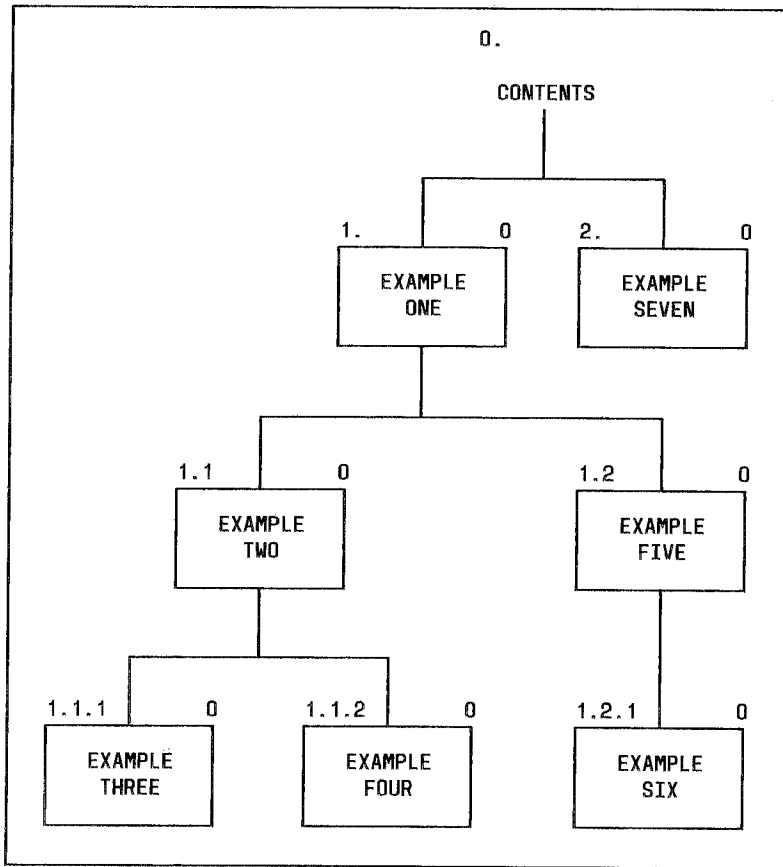 0.
CONTENTS
1. 0 2. 0
EXAMPLE
ONE
EXAMPLE
SEVEN
1.1 0 1.2 0
EXAMPLE
TWO
EXAMPLE
FIVE
1.1.1 0 1.1.2 0 1.2.1 0
EXAMPLE
THREE
EXAMPLE
FOUR
EXAMPLE
SIX